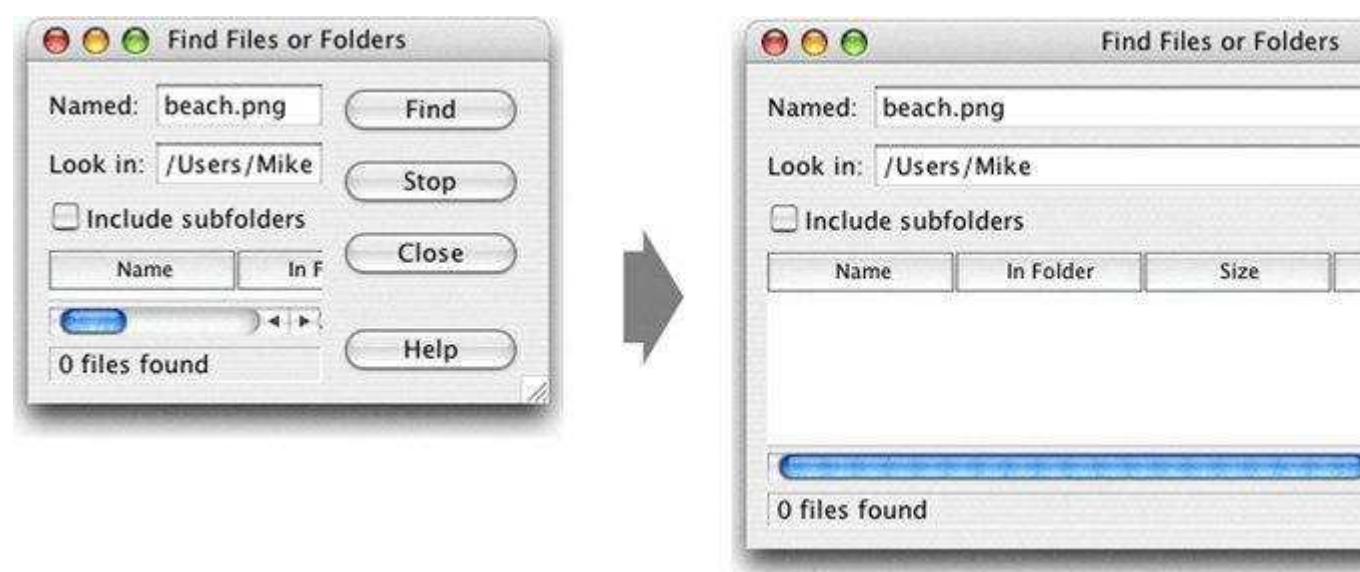 Find Files or Folders
Named: beach.png
Find
Look in: /Users/Mike
Stop
Include subfolders
Close
Name In F
Help
0 files found
Find Files or Folders
Named: beach.png
Look in: /Users/Mike
Include subfolders
Name In Folder Size
0 files found